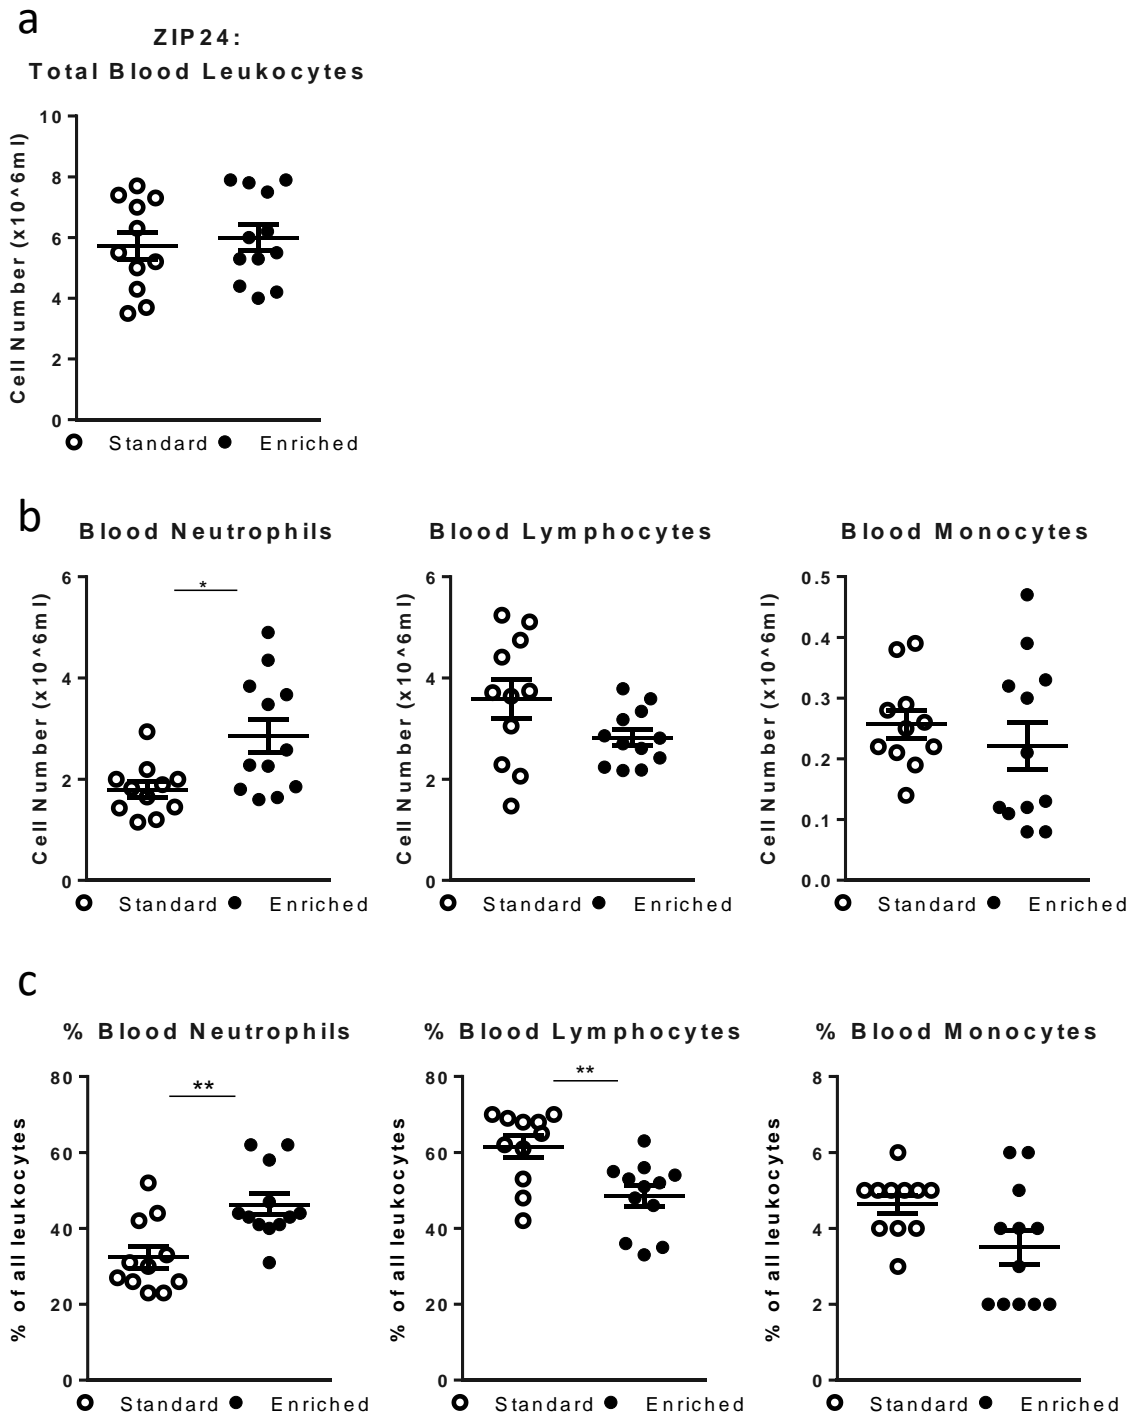 a
ZIP24:
Total Blood Leukocytes
Cell Number (x10^6ml)
10
8
6
4
2
0
Standard Enriched
b
Blood Neutrophils
Cell Number (x10^6ml)
6
4
2
0
*
Standard Enriched
Blood Lymphocytes
Cell Number (x10^6ml)
6
4
2
0
Standard Enriched
Blood Monocytes
Cell Number (x10^6ml)
0.5
0.4
0.3
0.2
0.1
0.0
Standard Enriched
c
% Blood Neutrophils
% of all leukocytes
80
60
40
20
0
**
Standard Enriched
% Blood Lymphocytes
% of all leukocytes
80
60
40
20
0
**
Standard Enriched
% Blood Monocytes
% of all leukocytes
8
6
4
2
0
Standard Enriched